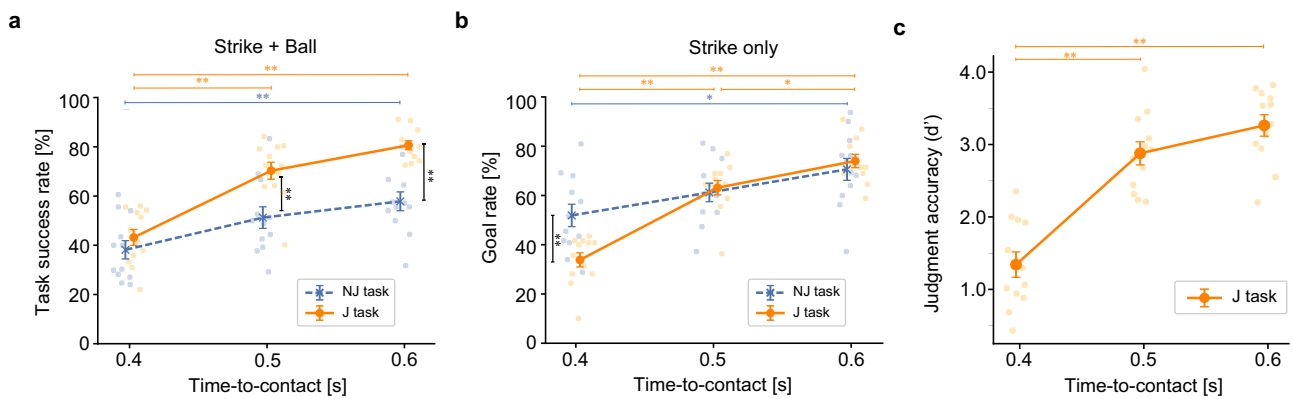 a
Strike + Ball
**
**
**
100
80
60
40
20
0
**
**
0.4
0.5
0.6
Task success rate [%]
Time-to-contact [s]
NJ task
J task
b
Strike only
**
**
*
*
100
80
60
40
20
0
**
0.4
0.5
0.6
Goal rate [%]
Time-to-contact [s]
NJ task
J task
c
**
**
4.0
3.0
2.0
1.0
0.4
0.5
0.6
Judgment accuracy (d')
Time-to-contact [s]
J task